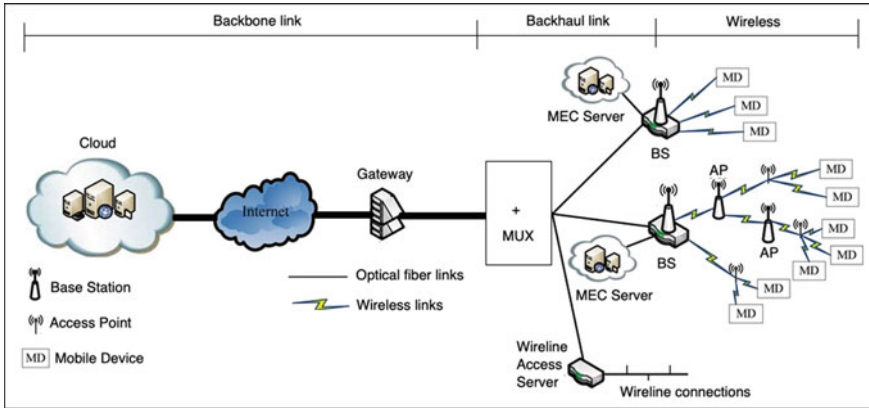 Backbone link
Backhaul link
Wireless
Cloud
Internet
Gateway
+
MUX
MEC Server
BS
MD
MD
MD
AP
AP
MD
MD
MD
MD
MD
MEC Server
BS
MD
MD
Optical fiber links
Wireless links
Base Station
Access Point
MD Mobile Device
Wireline
Access
Server
Wireline connections